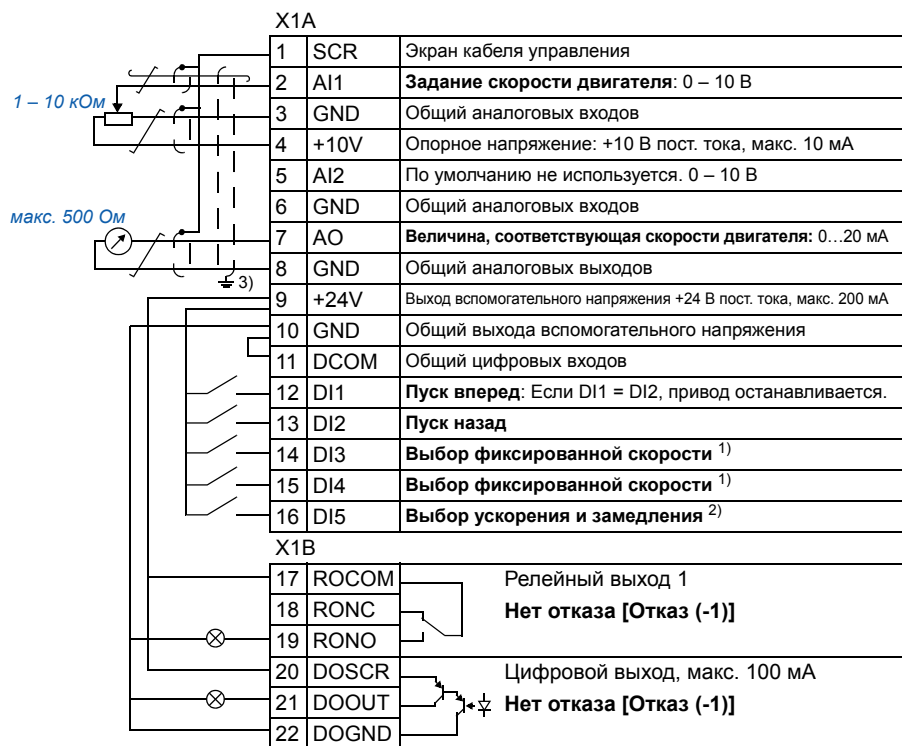 X1A
1 SCR Экран кабеля управления
2 AI1 Задание скорости двигателя: 0 – 10 В
1 – 10 кОм
3 GND Общий аналоговых входов
4 +10V Опорное напряжение: +10 В пост. тока, макс. 10 мА
5 AI2 По умолчанию не используется. 0 – 10 В
6 GND Общий аналоговых входов
макс. 500 Ом
7 AO Величина, соответствующая скорости двигателя: 0…20 мА
8 GND Общий аналоговых выходов
3)
9 +24V Выход вспомогательного напряжения +24 В пост. тока, макс. 200 мА
10 GND Общий выхода вспомогательного напряжения
11 DCOM Общий цифровых входов
12 DI1 Пуск вперед: Если DI1 = DI2, привод останавливается.
13 DI2 Пуск назад
14 DI3 Выбор фиксированной скорости 1)
15 DI4 Выбор фиксированной скорости 1)
16 DI5 Выбор ускорения и замедления 2)
X1B
17 ROCOM Релейный выход 1
18 RONC Нет отказа [Отказ (-1)]
19 RONO
20 DOSCR Цифровой выход, макс. 100 мА
21 DOOUT Нет отказа [Отказ (-1)]
22 DOGND